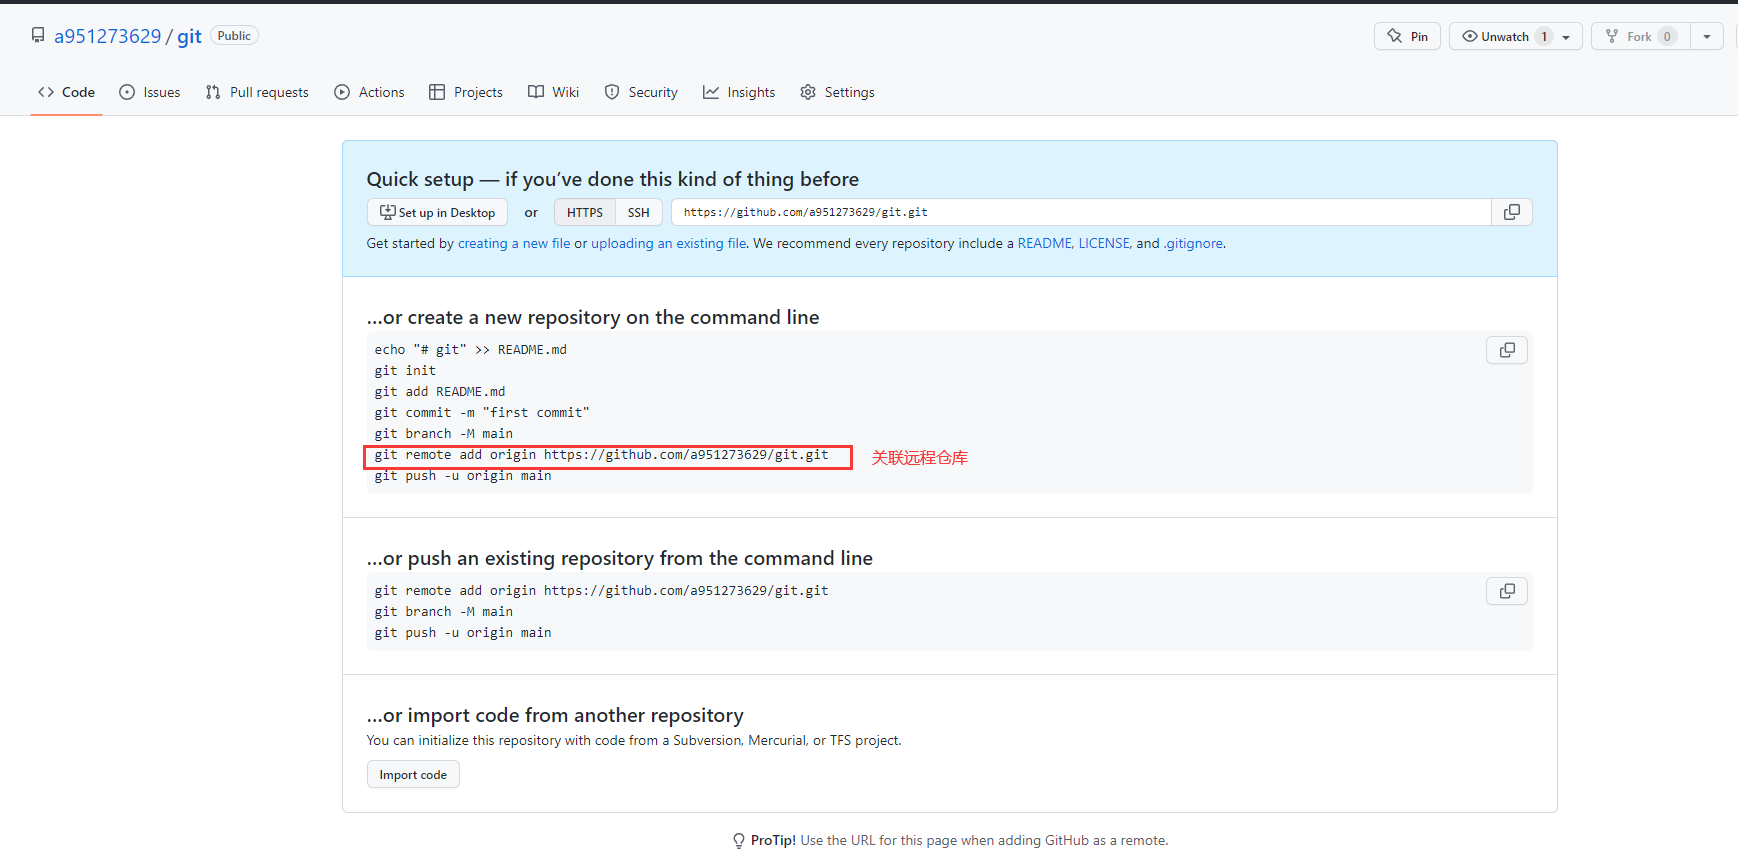 a951273629 / git Public
Pin Unwatch 1 Fork 0
Code Issues Pull requests Actions Projects Wiki Security Insights Settings
Quick setup — if you’ve done this kind of thing before
Set up in Desktop or HTTPS SSH https://github.com/a951273629/git.git
Get started by creating a new file or uploading an existing file. We recommend every repository include a README, LICENSE, and .gitignore.
…or create a new repository on the command line
echo "# git" >> README.md
git init
git add README.md
git commit -m "first commit"
git branch -M main
git remote add origin https://github.com/a951273629/git.git 关联远程仓库
git push -u origin main
…or push an existing repository from the command line
git remote add origin https://github.com/a951273629/git.git
git branch -M main
git push -u origin main
…or import code from another repository
You can initialize this repository with code from a Subversion, Mercurial, or TFS project.
Import code
ProTip! Use the URL for this page when adding GitHub as a remote.